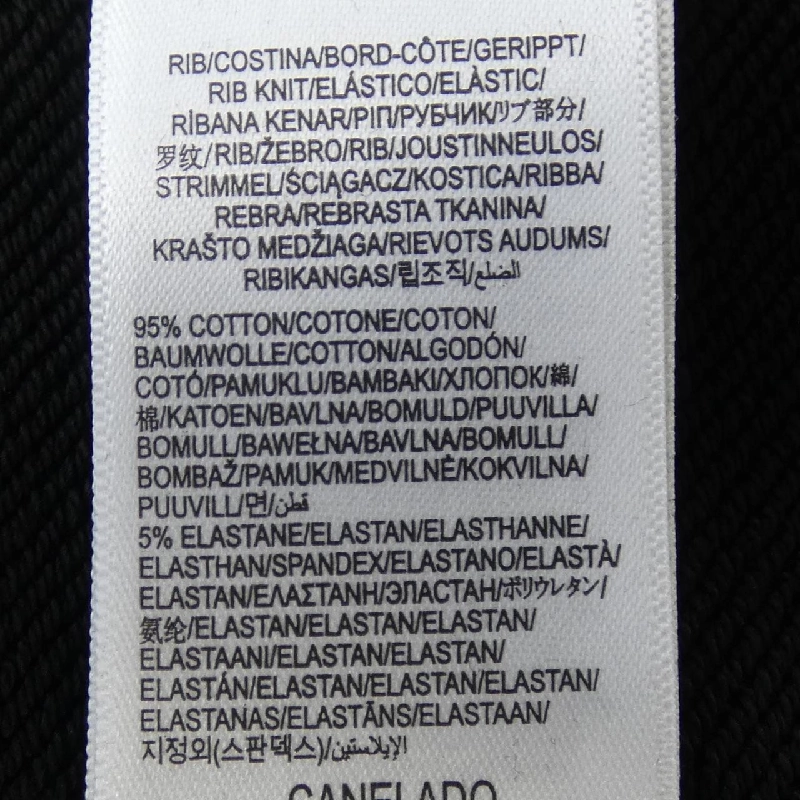 RIB/COSTINA/BORD-CÔTE/GERIPPT/
RIB KNIT/ELÁSTICO/ELÀSTIC/
RİBANA KENAR/ΡΙΠ/РУБЧИК/リブ部分/
罗纹/RIB/ŽEBRO/RIB/JOUSTINNEULOS/
STRIMMEL/ŚCIĄGACZ/KOSTICA/RIBBA/
REBRA/REBRASTA TKANINA/
KRAŠTO MEDŽIAGA/RIEVOTS AUDUMS/
RIBIKANGAS/립조직/الضلع
95% COTTON/COTONE/COTON/
BAUMWOLLE/COTTON/ALGODÓN/
COTÓ/PAMUKLU/ΒΑΜΒΑΚΙ/ХЛОПОК/綿/
棉/KATOEN/BAVLNA/BOMULD/PUUVILLA/
BOMULL/BAWEŁNA/BAVLNA/BOMULL/
BOMBAŽ/PAMUK/MEDVILNĖ/KOKVILNA/
PUUVILL/면/قطن
5% ELASTANE/ELASTAN/ELASTHANNE/
ELASTHAN/SPANDEX/ELASTANO/ELASTÀ/
ELASTAN/ΕΛΑΣΤΑΝΗ/ЭЛАСТАН/ポリウレタン/
氨纶/ELASTAN/ELASTAN/ELASTAN/
ELASTAANI/ELASTAN/ELASTAN/
ELASTÁN/ELASTAN/ELASTAN/ELASTAN/
ELASTANAS/ELASTĀNS/ELASTAAN/
지정외(스판덱스)/الإيلاستين
CANELADO